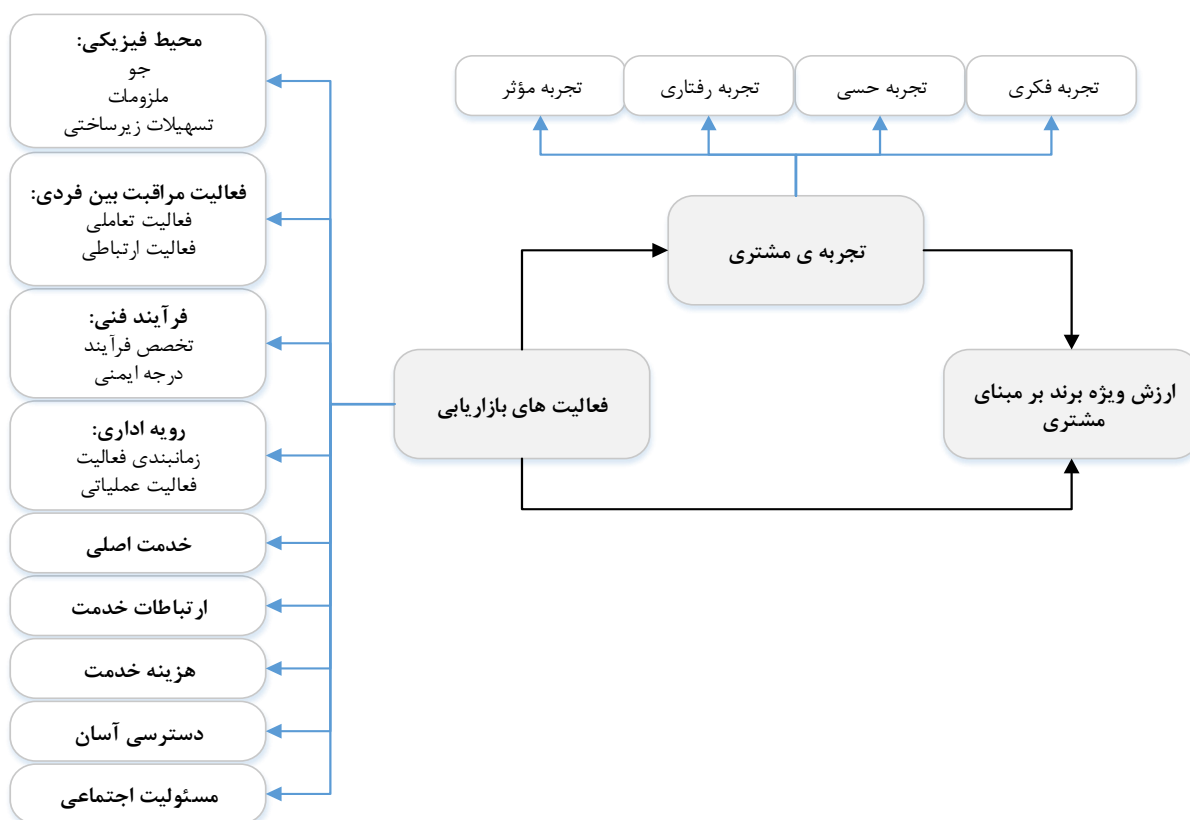 محیط فیزیکی:
جو
ملزومات
تسهیلات زیرساختی
فعالیت مراقبت بین فردی:
فعالیت تعاملی
فعالیت ارتباطی
فرآیند فنی:
تخصص فرآیند
درجه ایمنی
رویه اداری:
زمانبندی فعالیت
فعالیت عملیاتی
خدمت اصلی
ارتباطات خدمت
هزینه خدمت
دسترسی آسان
مسئولیت اجتماعی
تجربه فکری
تجربه حسی
تجربه رفتاری
تجربه مؤثر
تجربه ی مشتری
فعالیت های بازاریابی
ارزش ویژه برند بر مبنای
مشتری